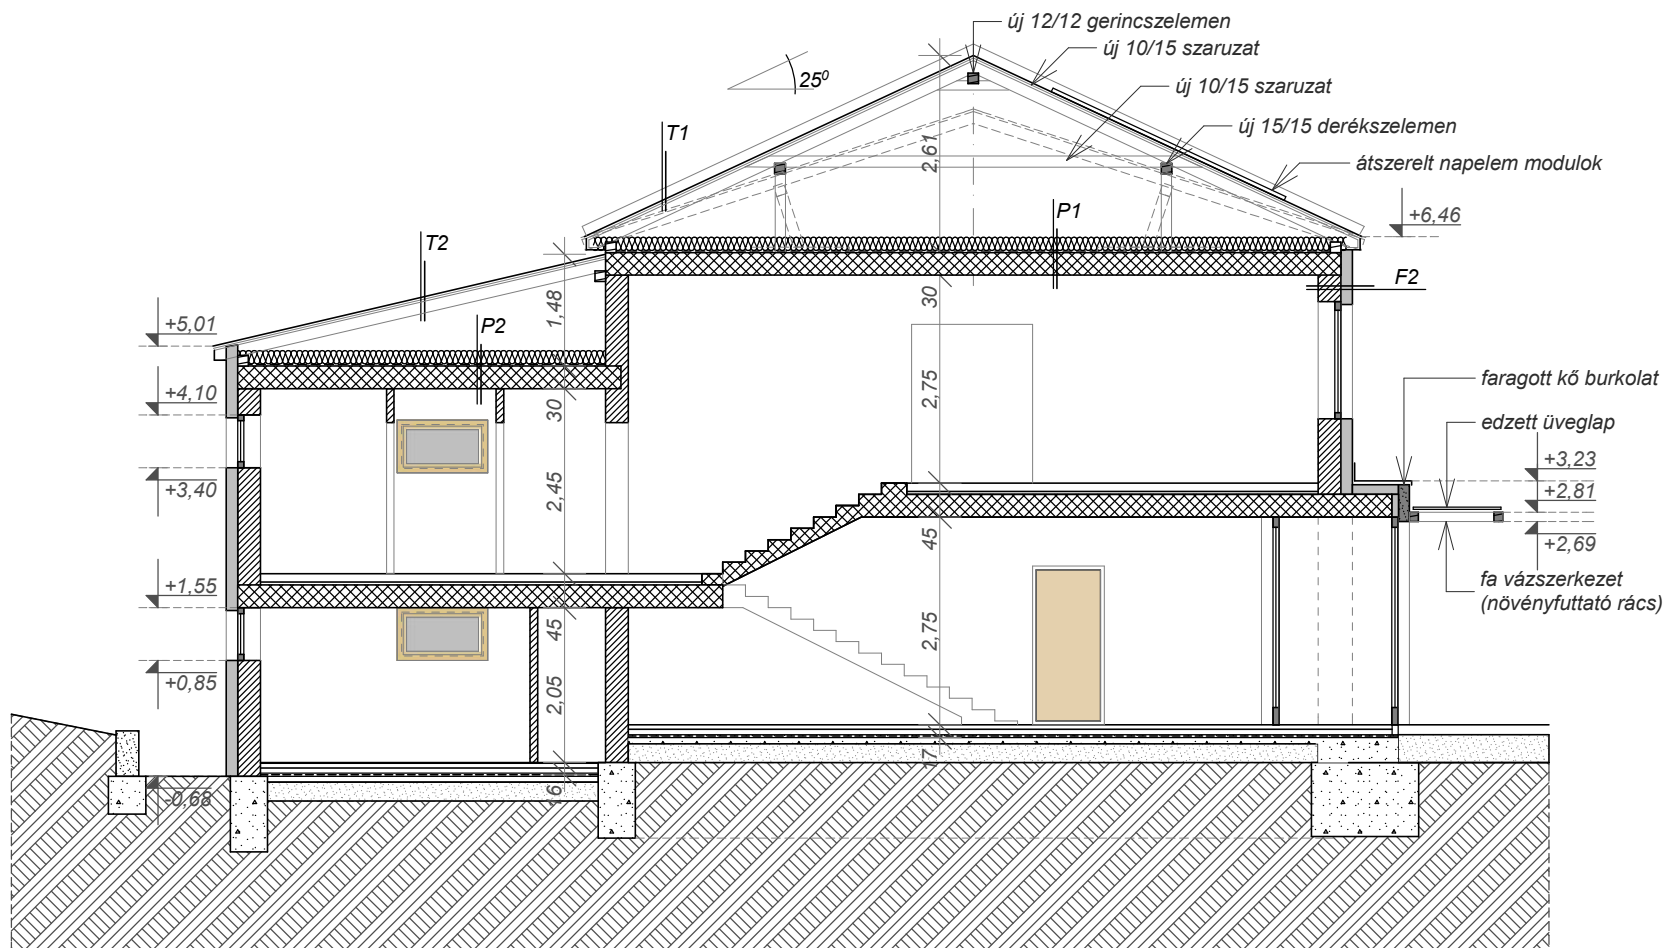 új 12/12 gerincszelemen
új 10/15 szaruzat
új 10/15 szaruzat
új 15/15 derékszelemen
átszerelt napelem modulok
25⁰
T1
2,61
P1
+6,46
T2
F2
1,48
30
+5,01
P2
faragott kő burkolat
+4,10
30
2,75
edzett üveglap
+3,23
+3,40
2,45
+2,81
45
+2,69
+1,55
fa vázszerkezet
(növényfuttató rács)
45
2,75
+0,85
2,05
17
-0,68
16